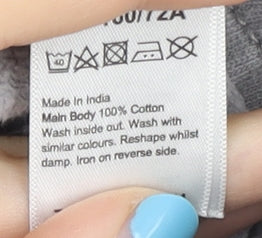 40
Made In India
Main Body 100% Cotton
Wash inside out. Wash with
similar colours. Reshape whilst
damp. Iron on reverse side.